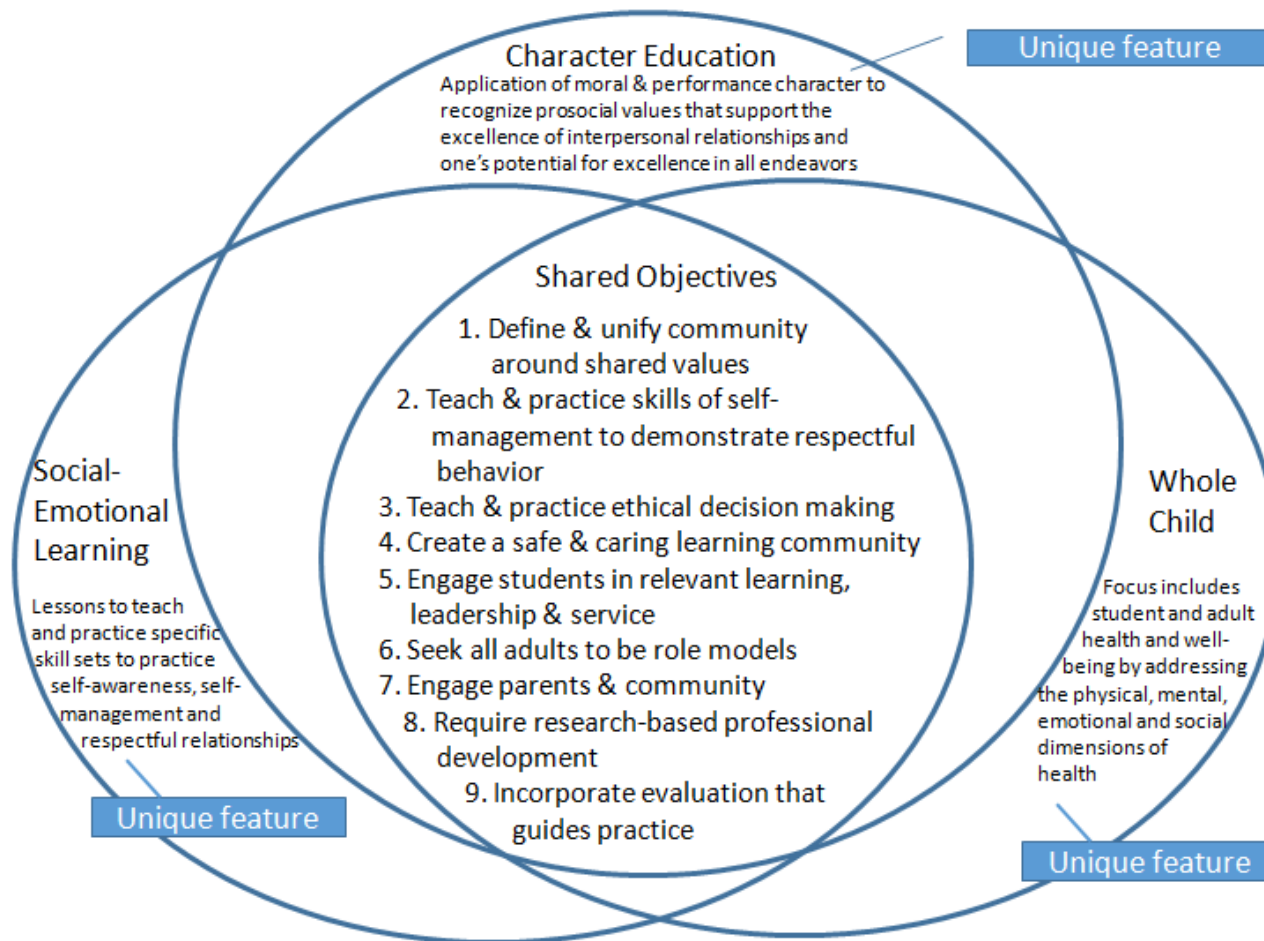 Character Education
Unique feature
Application of moral & performance character to
recognize prosocial values that support the
excellence of interpersonal relationships and
one's potential for excellence in all endeavors
Shared Objectives
1. Define & unify community
around shared values
2. Teach & practice skills of self-
management to demonstrate respectful
behavior
3. Teach & practice ethical decision making
4. Create a safe & caring learning community
5. Engage students in relevant learning,
leadership & service
6. Seek all adults to be role models
7. Engage parents & community
8. Require research-based professional
development
9. Incorporate evaluation that
guides practice
Social-
Emotional
Learning
Lessons to teach
and practice specific
skill sets to practice
self-awareness, self-
management and
respectful relationships
Unique feature
Whole
Child
Focus includes
student and adult
health and well-
being by addressing
the physical, mental,
emotional and social
dimensions of
health
Unique feature